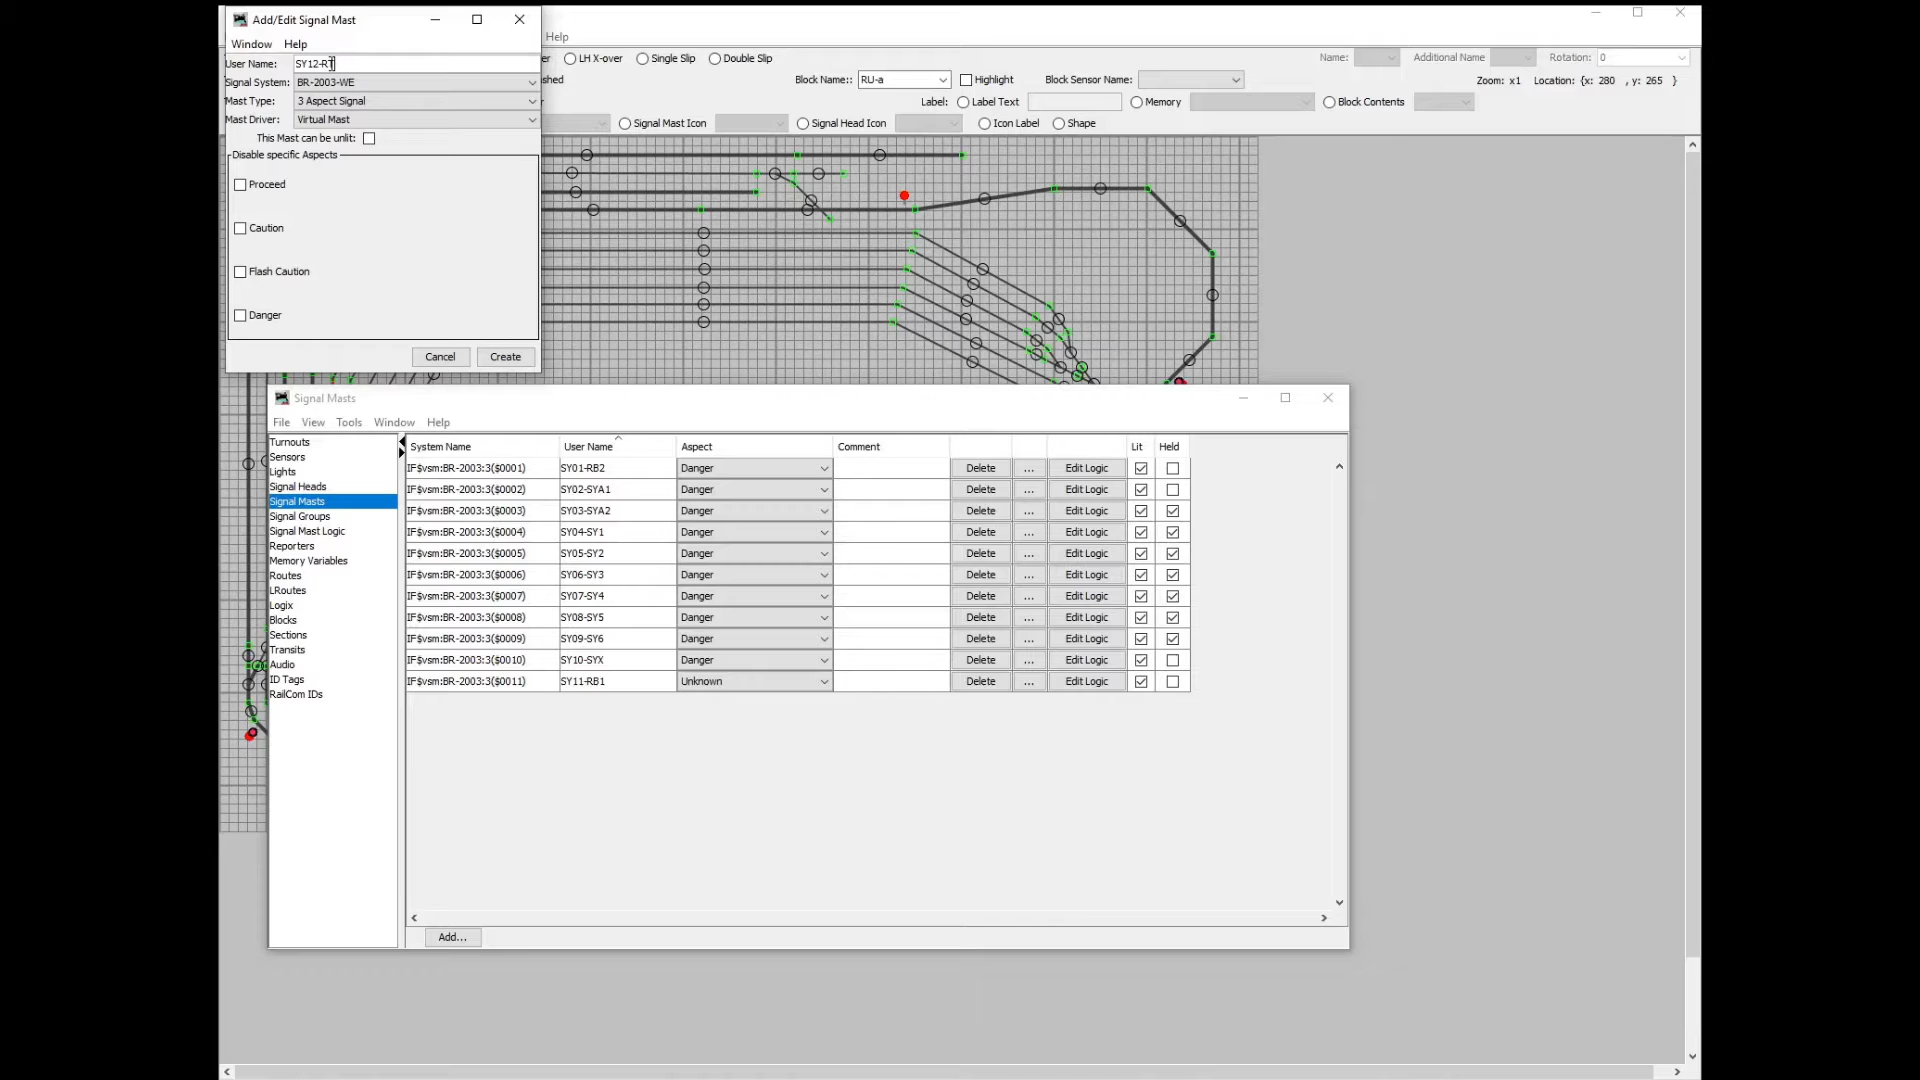 Add/Edit Signal Mast
Window Help
User Name: SY12-RT
Signal System: BR-2003-WE
Mast Type: 3 Aspect Signal
Mast Driver: Virtual Mast
This Mast can be unlit:
Disable specific Aspects
Proceed
Caution
Flash Caution
Danger
Cancel Create
Help
er LH X-over Single Slip Double Slip Name: Additional Name Rotation: 0
shed Block Name:: RU-a Highlight Block Sensor Name: Zoom: x1 Location: {x: 280 , y: 265 }
Label: Label Text Memory Block Contents
Signal Mast Icon Signal Head Icon Icon Label Shape
Signal Masts
File View Tools Window Help
Turnouts
Sensors
Lights
Signal Heads
Signal Masts
Signal Groups
Signal Mast Logic
Reporters
Memory Variables
Routes
LRoutes
Logix
Blocks
Sections
Transits
Audio
ID Tags
RailCom IDs
System Name User Name Aspect Comment Lit Held
IF$vsm:BR-2003:3($0001) SY01-RB2 Danger Delete ... Edit Logic
IF$vsm:BR-2003:3($0002) SY02-SYA1 Danger Delete ... Edit Logic
IF$vsm:BR-2003:3($0003) SY03-SYA2 Danger Delete ... Edit Logic
IF$vsm:BR-2003:3($0004) SY04-SY1 Danger Delete ... Edit Logic
IF$vsm:BR-2003:3($0005) SY05-SY2 Danger Delete ... Edit Logic
IF$vsm:BR-2003:3($0006) SY06-SY3 Danger Delete ... Edit Logic
IF$vsm:BR-2003:3($0007) SY07-SY4 Danger Delete ... Edit Logic
IF$vsm:BR-2003:3($0008) SY08-SY5 Danger Delete ... Edit Logic
IF$vsm:BR-2003:3($0009) SY09-SY6 Danger Delete ... Edit Logic
IF$vsm:BR-2003:3($0010) SY10-SYX Danger Delete ... Edit Logic
IF$vsm:BR-2003:3($0011) SY11-RB1 Unknown Delete ... Edit Logic
Add...